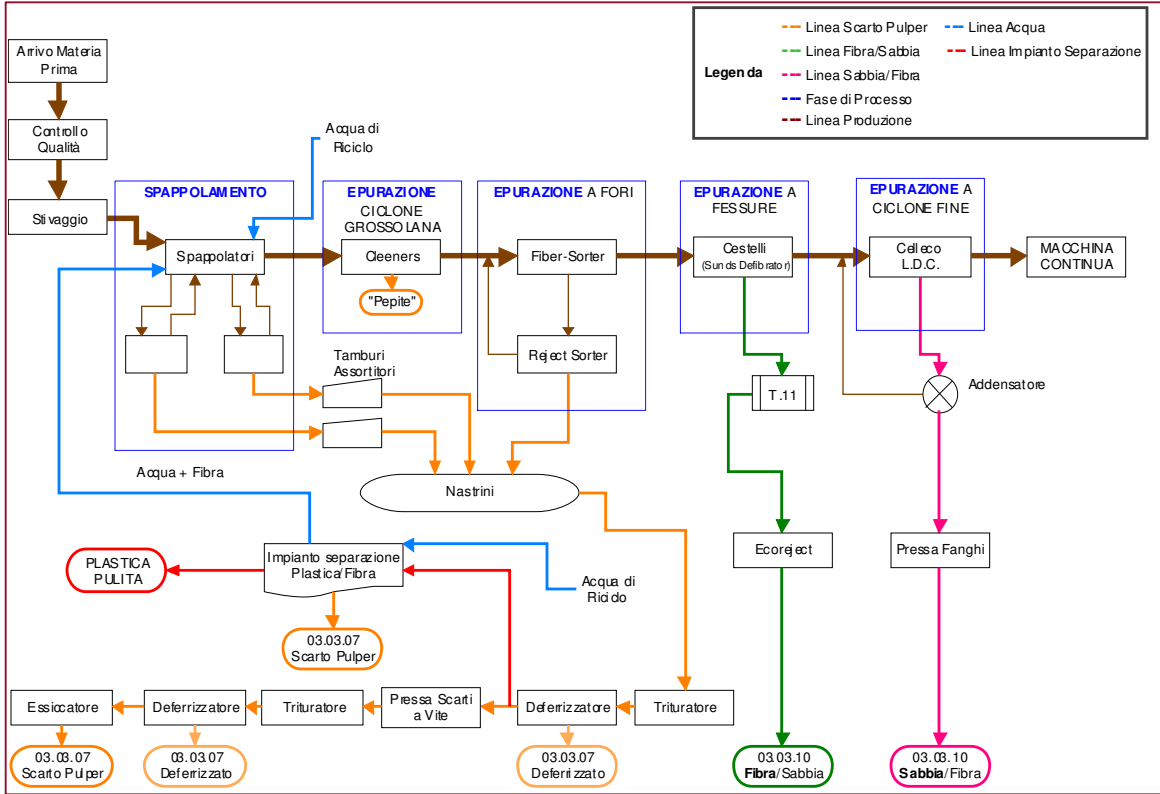 Legenda
Linea Scarto Pulper
Linea Fibra/Sabbia
Linea Sabbia/Fibra
Fase di Processo
Linea Produzione
Linea Acqua
Linea Impianto Separazione
Arrivo Materia
Prima
Controllo
Qualità
Stivaggio
Acqua di
Riciclo
SPAPPOLAMENTO
Spappolatori
EPURAZIONE
CICLONE
GROSSOLANA
Cleeners
"Pepite"
EPURAZIONE A FORI
Fiber-Sorter
Reject Sorter
EPURAZIONE A
FESSURE
Cestelli
(Sunds Defibrator)
EPURAZIONE A
CICLONE FINE
Celleco
L.D.C.
MACCHINA
CONTINUA
Tamburi
Assortitori
T.11
Addensatore
Acqua + Fibra
Nastrini
Ecoreject
Pressa Fanghi
PLASTICA
PULITA
Impianto separazione
Plastica/Fibra
Acqua di
Riciclo
03.03.07
Scarto Pulper
Essiccatore
Deferrizzatore
Trituratore
Pressa Scarti
a Vite
Deferrizzatore
Trituratore
03.03.07
Scarto Pulper
03.03.07
Deferrizzato
03.03.07
Deferrizzato
03.03.10
Fibra/Sabbia
03.03.10
Sabbia/Fibra